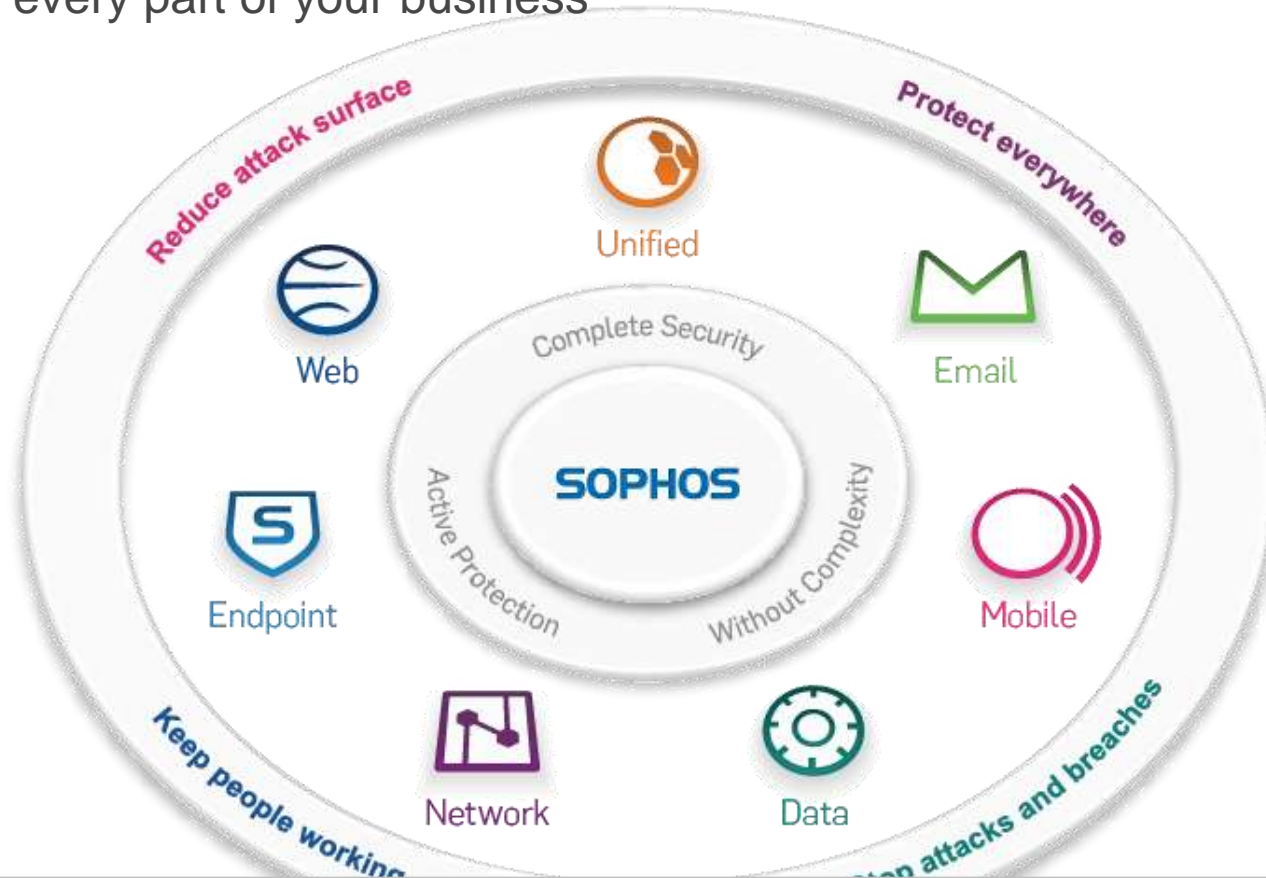 every part of your business
Reduce attack surface
Protect everywhere
Unified
Web
Email
Complete Security
SOPHOS
Active Protection
Without Complexity
S
Endpoint
Mobile
Network
Data
Keep people working
Stop attacks and breaches